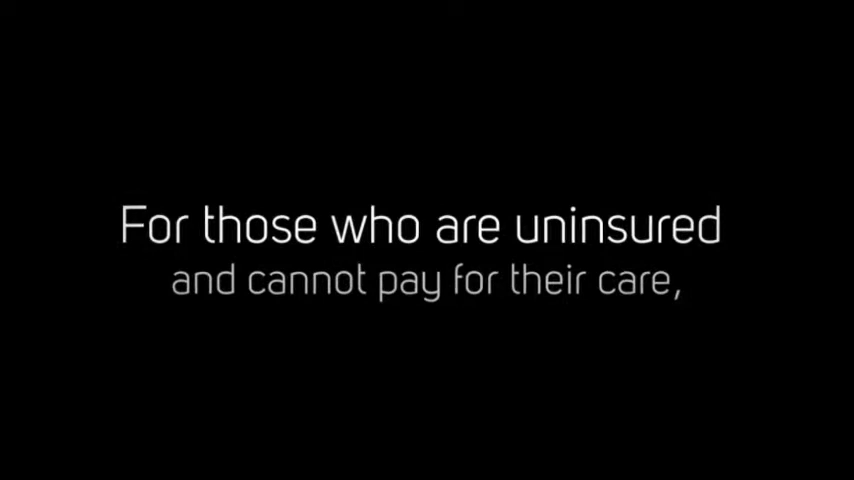 For those who are uninsured
and cannot pay for their care,